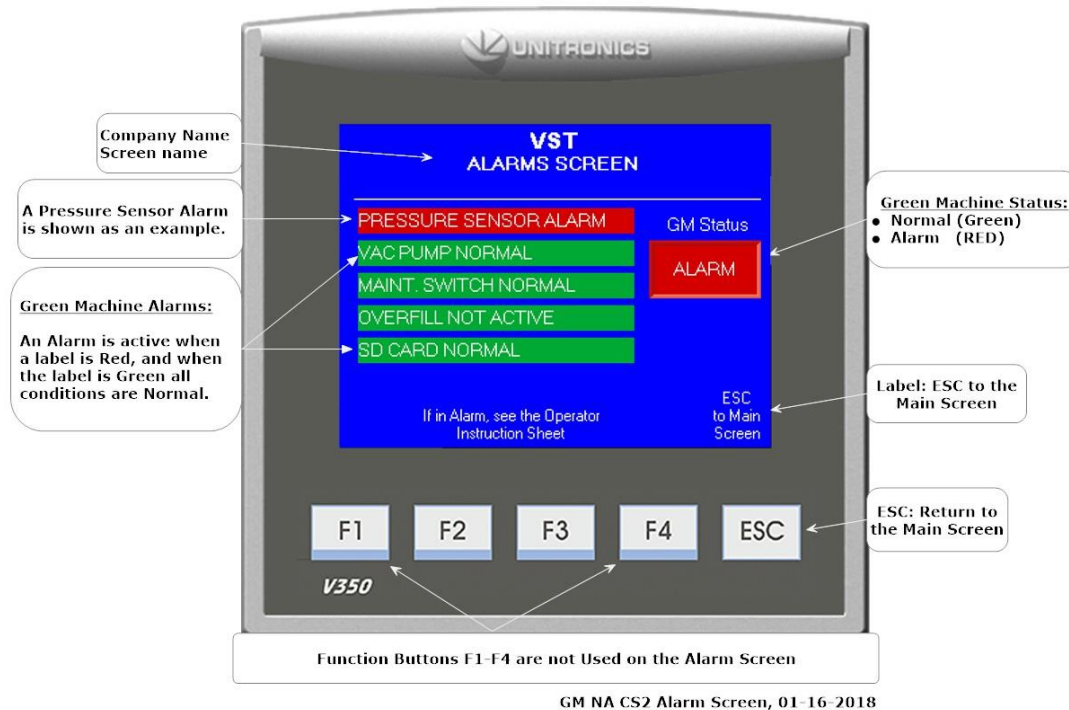 UNITRONICS
Company Name
Screen name
VST
ALARMS SCREEN
A Pressure Sensor Alarm
is shown as an example.
PRESSURE SENSOR ALARM
GM Status
Green Machine Status:
• Normal (Green)
• Alarm (RED)
VAC PUMP NORMAL
ALARM
MAINT. SWITCH NORMAL
Green Machine Alarms:
An Alarm is active when
a label is Red, and when
the label is Green all
conditions are Normal.
OVERFILL NOT ACTIVE
SD CARD NORMAL
If in Alarm, see the Operator
Instruction Sheet
ESC
to Main
Screen
Label: ESC to the
Main Screen
F1 F2 F3 F4 ESC
ESC: Return to
the Main Screen
V350
Function Buttons F1-F4 are not Used on the Alarm Screen
GM NA CS2 Alarm Screen, 01-16-2018